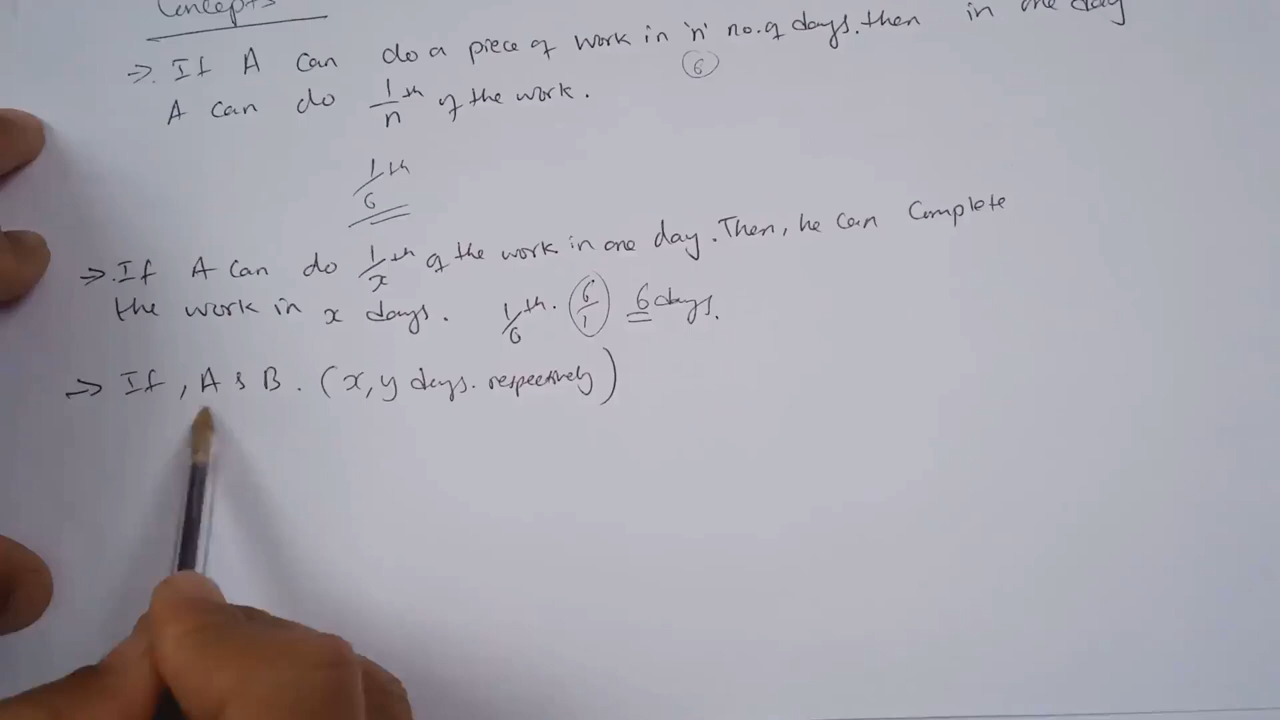 Concepts
→. If A can do a piece of work in 'n' no. of days. then in one day
6
A can do 1/n th of the work.
1/6 th
→. If A can do 1/x th of the work in one day. Then, he can Complete
the work in x days. 1/6 th. 6/1 6 days.
→ If, A & B. (x, y days. respectively)